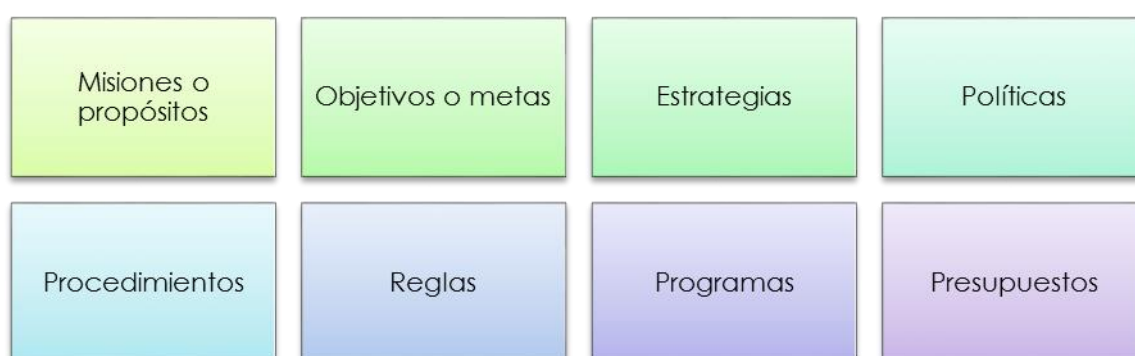 Misiones o
propósitos
Objetivos o metas
Estrategias
Políticas
Procedimientos
Reglas
Programas
Presupuestos